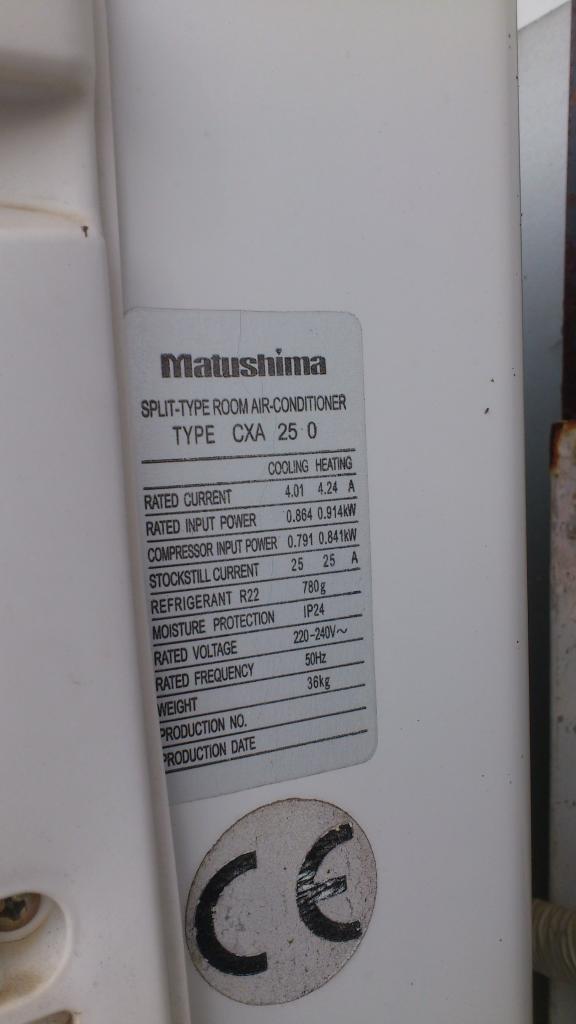 Matushima
SPLIT-TYPE ROOM AIR-CONDITIONER
TYPE CXA 25 0
COOLING HEATING
RATED CURRENT 4.01 4.24 A
RATED INPUT POWER 0.864 0.914kW
COMPRESSOR INPUT POWER 0.791 0.841kW
STOCKSTILL CURRENT 25 25 A
REFRIGERANT R22 780g
MOISTURE PROTECTION IP24
RATED VOLTAGE 220-240V~
RATED FREQUENCY 50Hz
WEIGHT 36kg
PRODUCTION NO.
PRODUCTION DATE
CE